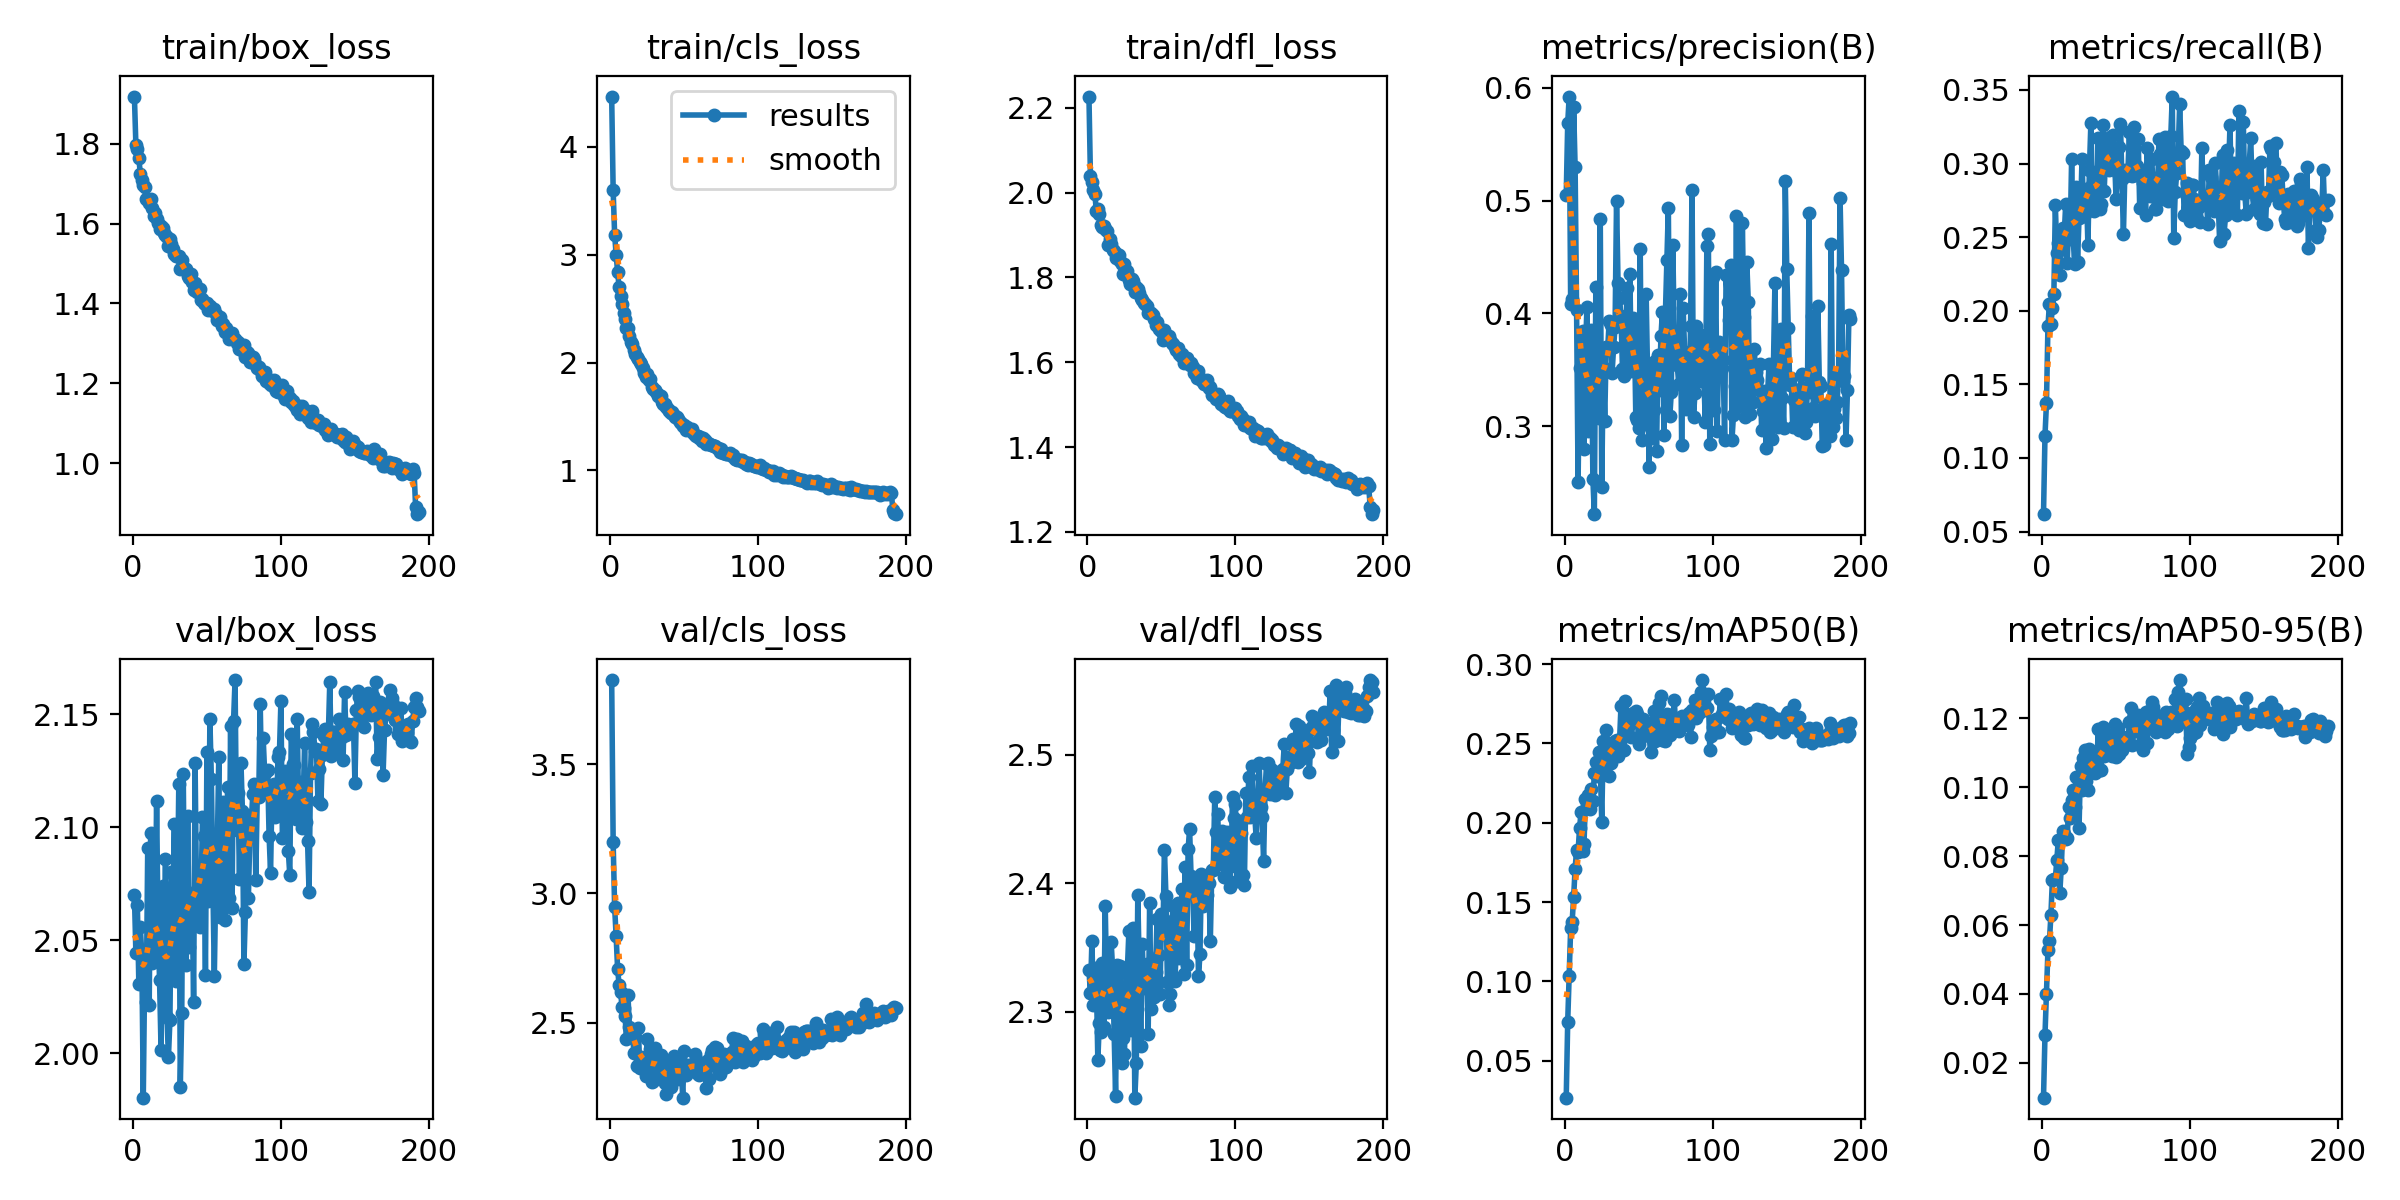 train/box_loss
1.8
1.6
1.4
1.2
1.0
0 100 200
train/cls_loss
results
smooth
4
3
2
1
0 100 200
train/dfl_loss
2.2
2.0
1.8
1.6
1.4
1.2
0 100 200
metrics/precision(B)
0.6
0.5
0.4
0.3
0 100 200
metrics/recall(B)
0.35
0.30
0.25
0.20
0.15
0.10
0.05
0 100 200
val/box_loss
2.15
2.10
2.05
2.00
0 100 200
val/cls_loss
3.5
3.0
2.5
0 100 200
val/dfl_loss
2.5
2.4
2.3
0 100 200
metrics/mAP50(B)
0.30
0.25
0.20
0.15
0.10
0.05
0 100 200
metrics/mAP50-95(B)
0.12
0.10
0.08
0.06
0.04
0.02
0 100 200